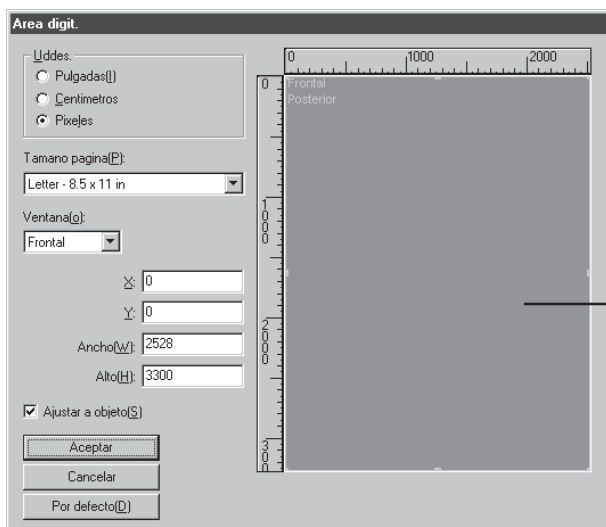 Area digit.
Uddes.
Pulgadas(I)
Centimetros
Pixeles
Tamano pagina(P):
Letter - 8.5 x 11 in
Ventana(o):
Frontal
X: 0
Y: 0
Ancho(W): 2528
Alto(H): 3300
Ajustar a objeto(S)
Aceptar
Cancelar
Por defecto(D)
0 1000 2000
0
1000
2000
300
Frontal
Posterior